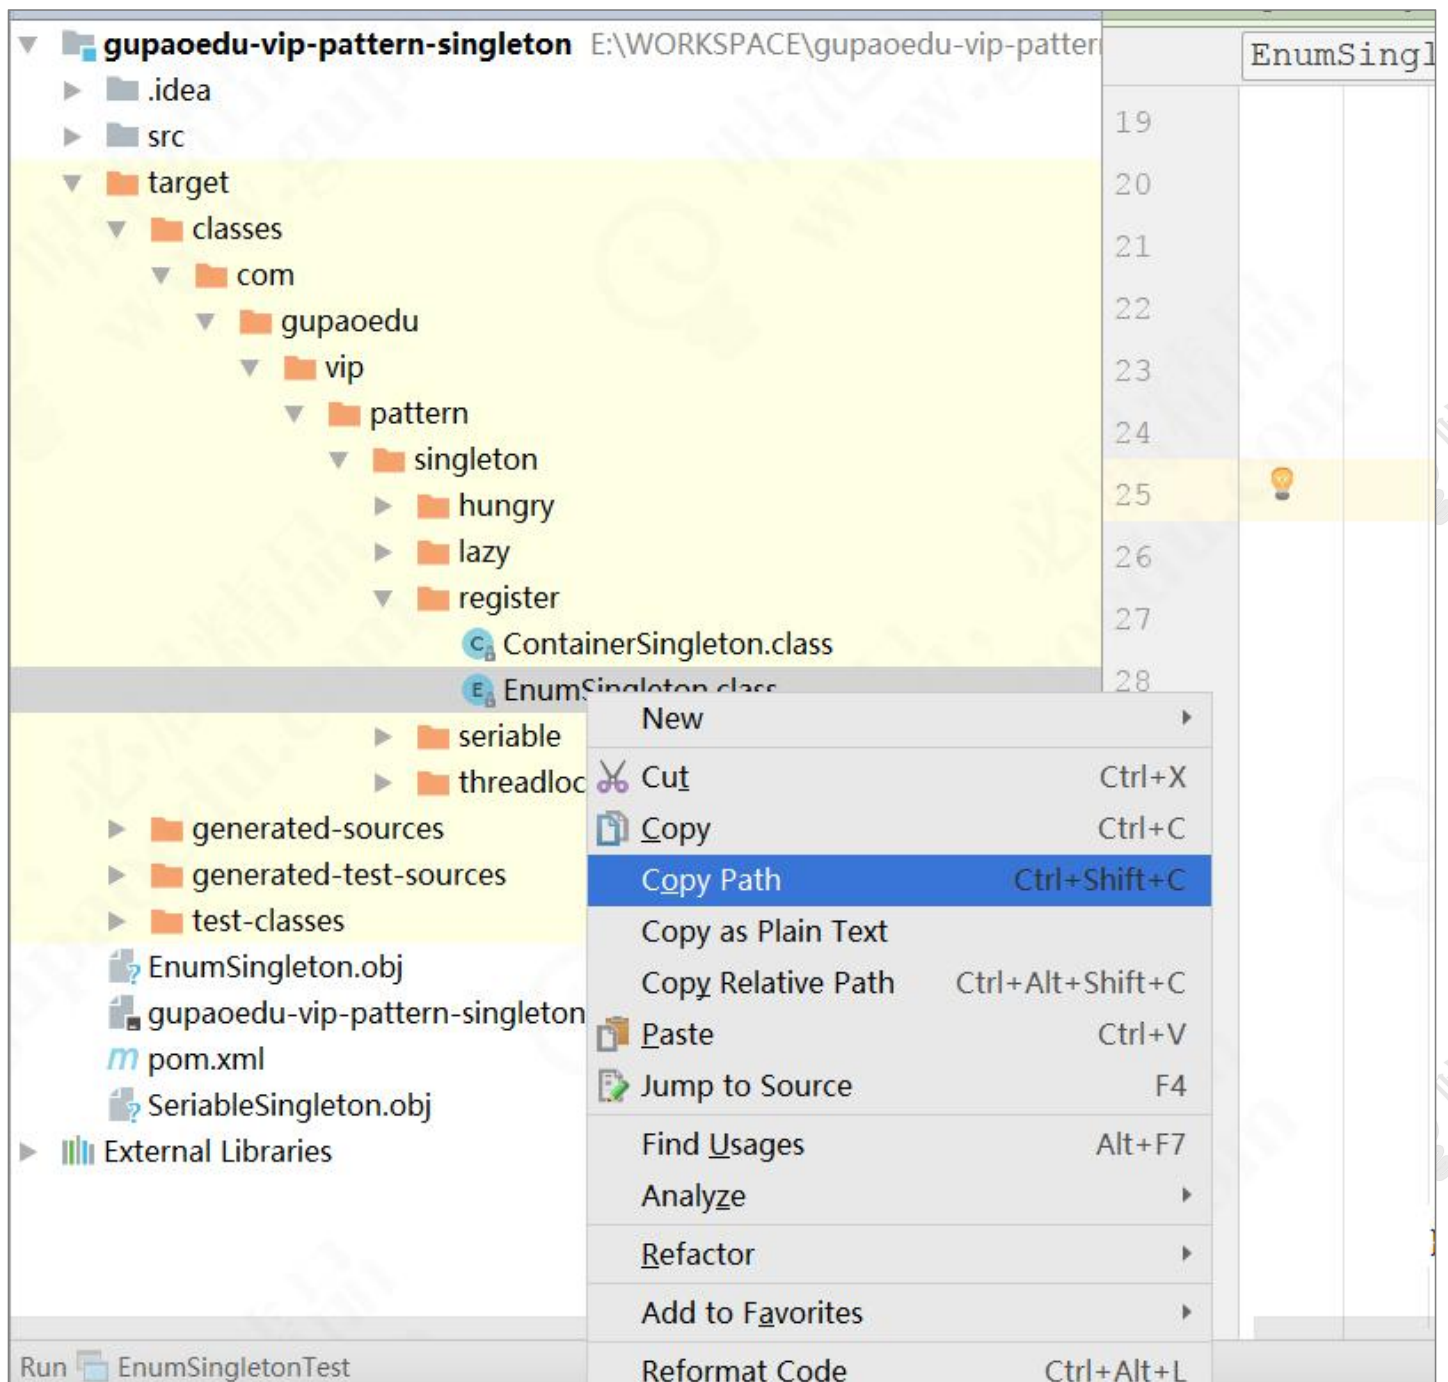 gupaoedu-vip-pattern-singleton E:\WORKSPACE\gupaoedu-vip-patter
.idea
src
target
classes
com
gupaoedu
vip
pattern
singleton
hungry
lazy
register
ContainerSingleton.class
EnumSingleton.class
seriable
threadloc
generated-sources
generated-test-sources
test-classes
EnumSingleton.obj
gupaoedu-vip-pattern-singleton
pom.xml
SeriableSingleton.obj
External Libraries
Run EnumSingletonTest
New
Cut Ctrl+X
Copy Ctrl+C
Copy Path Ctrl+Shift+C
Copy as Plain Text
Copy Relative Path Ctrl+Alt+Shift+C
Paste Ctrl+V
Jump to Source F4
Find Usages Alt+F7
Analyze
Refactor
Add to Favorites
Reformat Code Ctrl+Alt+L
EnumSingl
19
20
21
22
23
24
25
26
27
28
}